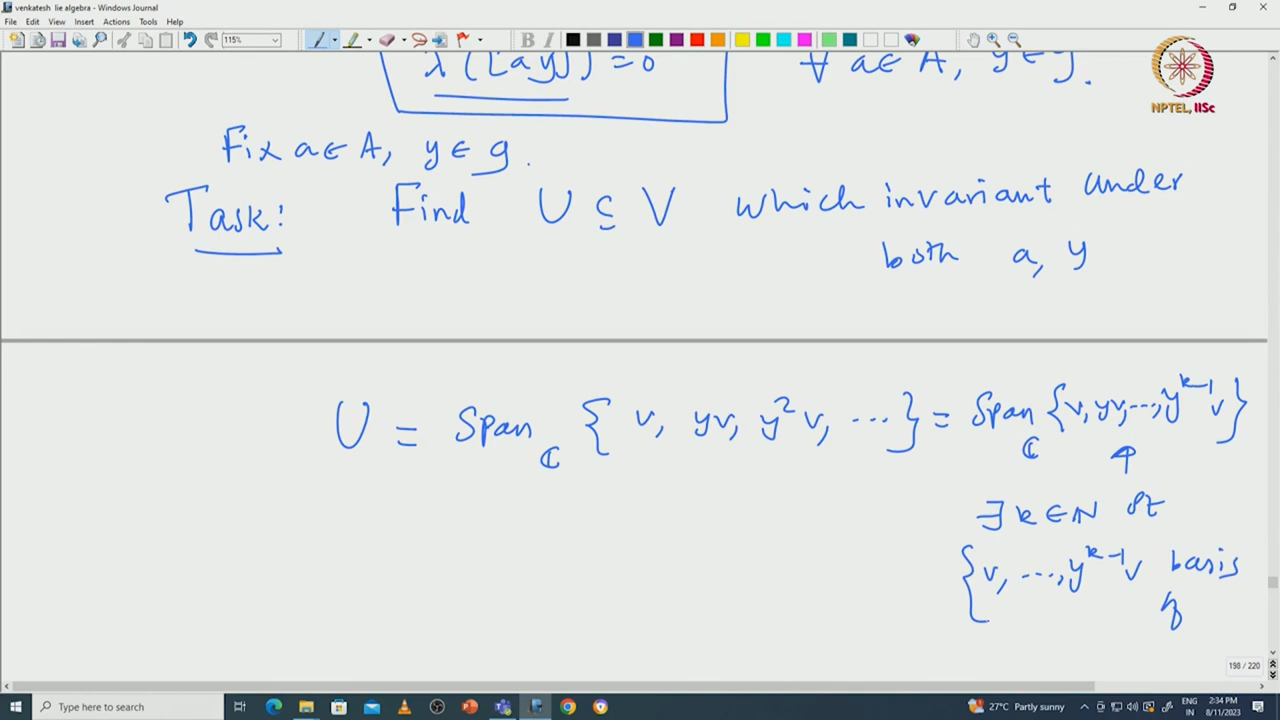 venkatesh lie algebra - Windows Journal
File Edit View Insert Actions Tools Help
115%
λ([ay]) = 0 ∀ a ∈ A, y ∈ g.
NPTEL, IISc
Fix a ∈ A, y ∈ g.
Task: Find U ⊆ V which invariant under
both a, y
U = Span_ℂ { v, yv, y²v, ... } = Span_ℂ {v, yv, ..., y^{k-1}v}
∃ k ∈ ℕ st
{v, ..., y^{k-1}v basis
of
198 / 220
Type here to search
27°C Partly sunny
ENG
IN
2:34 PM
8/11/2023